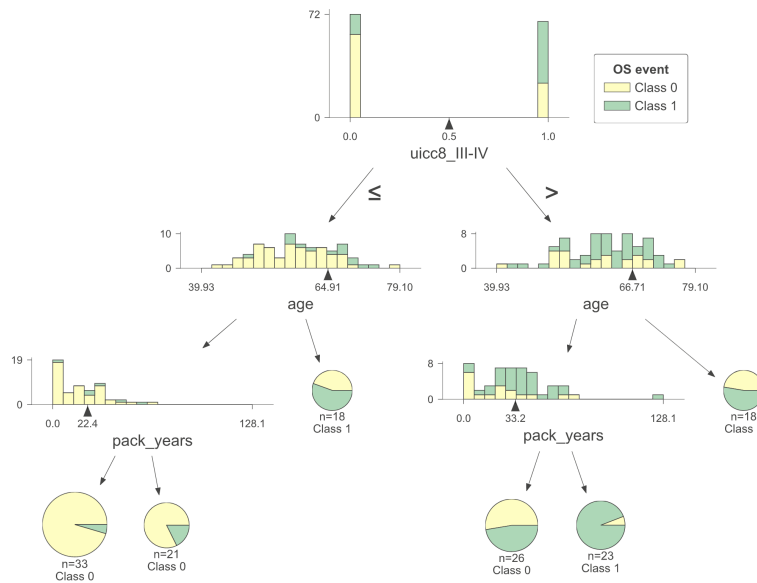 72
0
0.0 0.5 1.0
uicc8_III-IV
OS event
Class 0
Class 1
≤ >
10
0
39.93 64.91 79.10
age
8
0
39.93 66.71 79.10
age
19
0
0.0 22.4 128.1
pack_years
n=18
Class 1
8
0
0.0 33.2 128.1
pack_years
n=18
Class
n=33
Class 0
n=21
Class 0
n=26
Class 0
n=23
Class 1